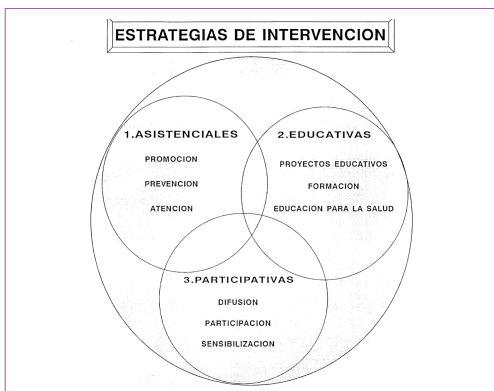 ESTRATEGIAS DE INTERVENCION
1.ASISTENCIALES
PROMOCION
PREVENCION
ATENCION
2.EDUCATIVAS
PROYECTOS EDUCATIVOS
FORMACION
EDUCACION PARA LA SALUD
3.PARTICIPATIVAS
DIFUSION
PARTICIPACION
SENSIBILIZACION